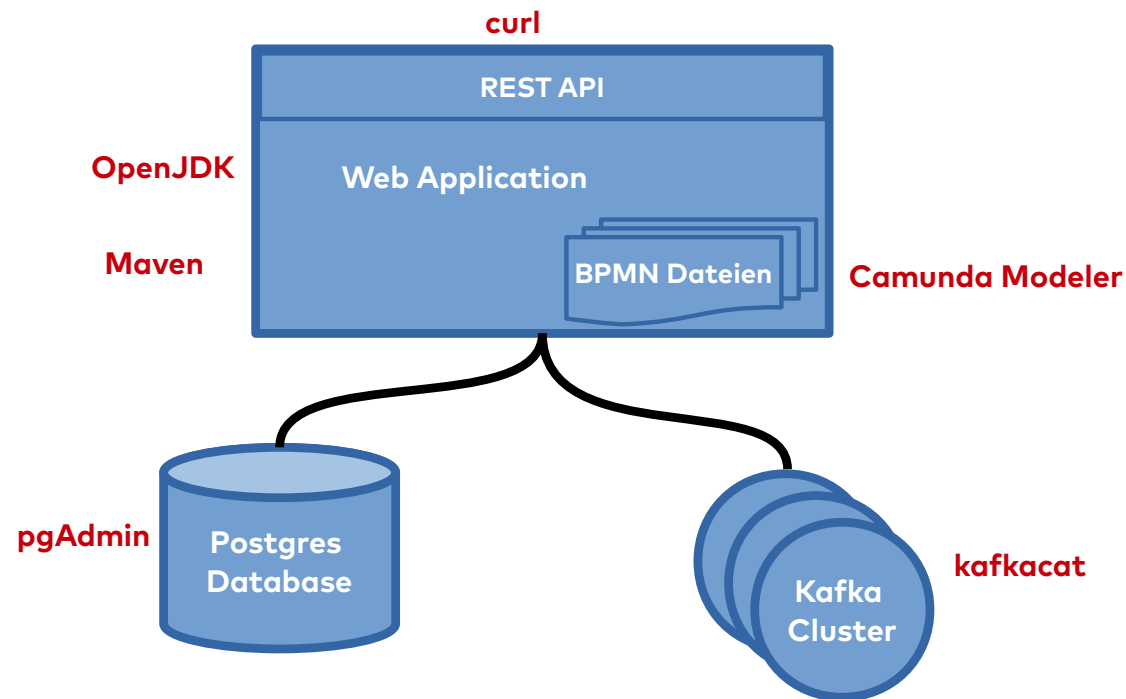 curl
REST API
OpenJDK
Web Application
Maven
BPMN Dateien
Camunda Modeler
pgAdmin
Postgres
Database
kafkacat
Kafka
Cluster